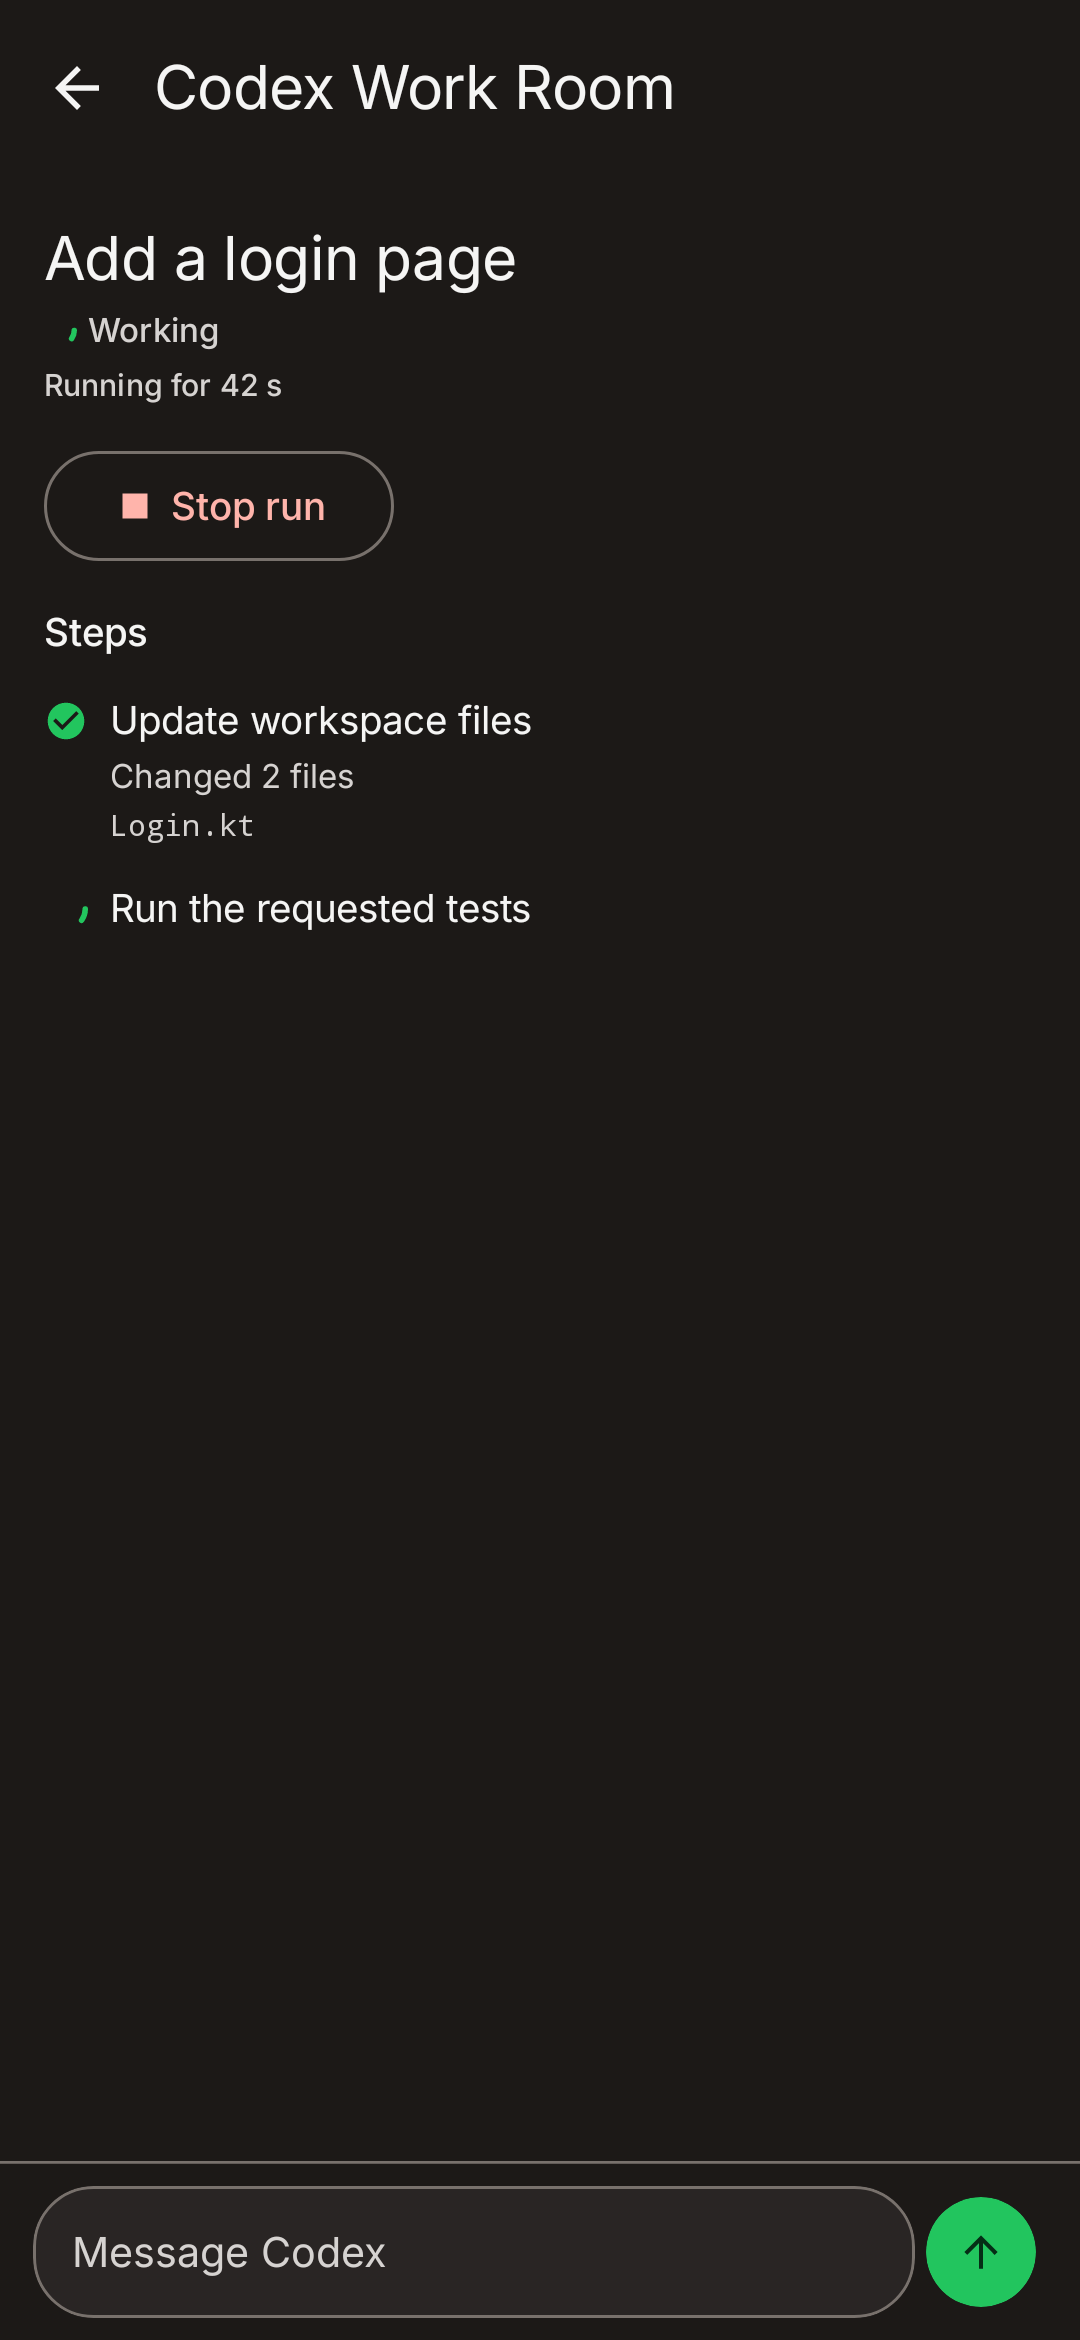 Codex Work Room
Add a login page
Working
Running for 42 s
Stop run
Steps
Update workspace files
Changed 2 files
Login.kt
Run the requested tests
Message Codex